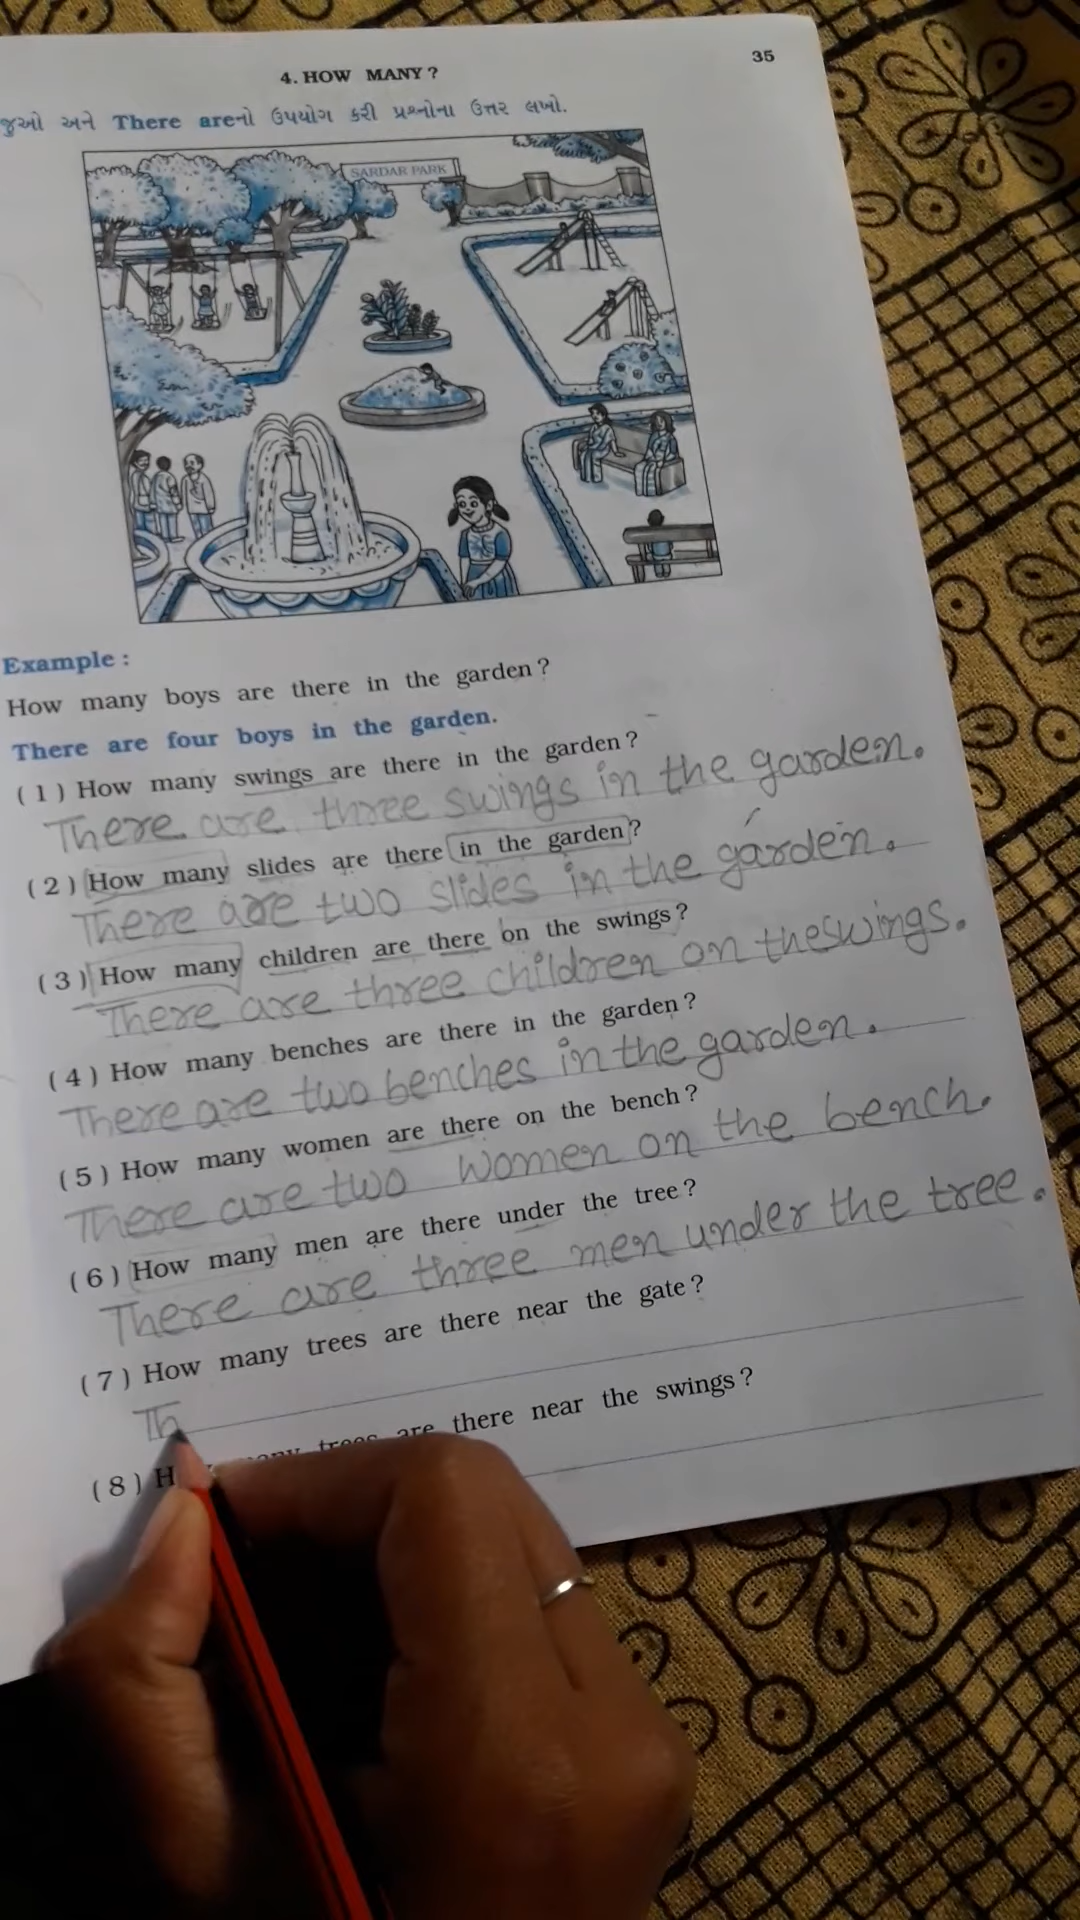 35
4. HOW MANY ?
જુઓ અને There areનો ઉપયોગ કરી પ્રશ્નોના ઉત્તર લખો.
SARDAR PARK
Example :
How many boys are there in the garden ?
There are four boys in the garden.
( 1 ) How many swings are there in the garden ?
There are three swings in the garden.
( 2 ) How many slides are there in the garden ?
There are two slides in the garden.
( 3 ) How many children are there on the swings ?
There are three children on the swings.
( 4 ) How many benches are there in the garden ?
There are two benches in the garden.
( 5 ) How many women are there on the bench ?
There are two women on the bench.
( 6 ) How many men are there under the tree ?
There are three men under the tree.
( 7 ) How many trees are there near the gate ?
Th
( 8 ) H many trees are there near the swings ?